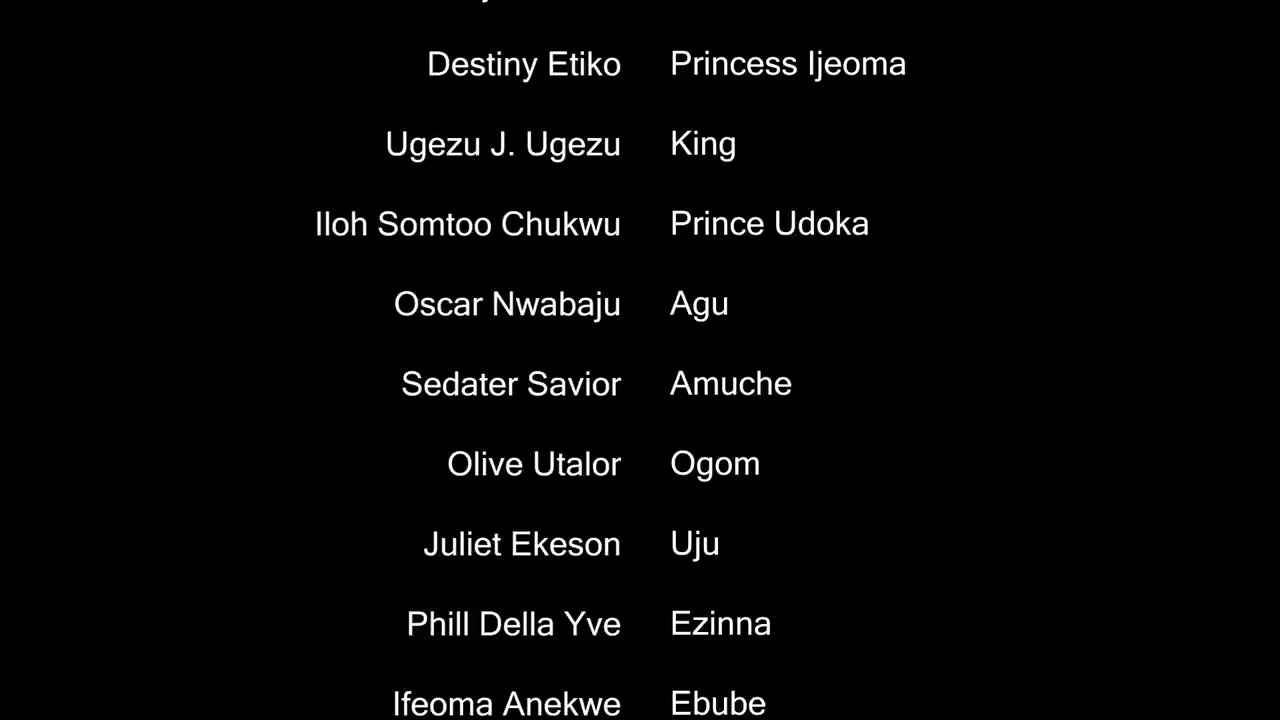 Destiny Etiko Princess Ijeoma
Ugezu J. Ugezu King
Iloh Somtoo Chukwu Prince Udoka
Oscar Nwabaju Agu
Sedater Savior Amuche
Olive Utalor Ogom
Juliet Ekeson Uju
Phill Della Yve Ezinna
Ifeoma Anekwe Ebube